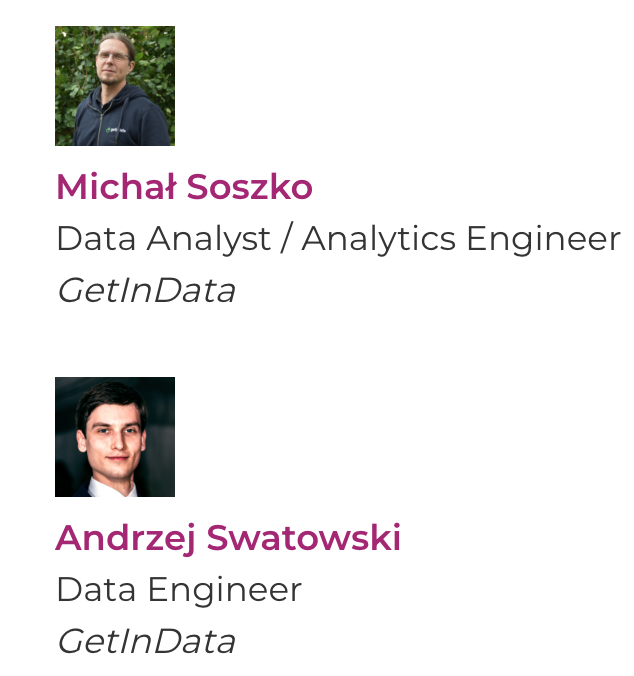 Michał Soszko
Data Analyst / Analytics Engineer
GetInData
Andrzej Swatowski
Data Engineer
GetInData